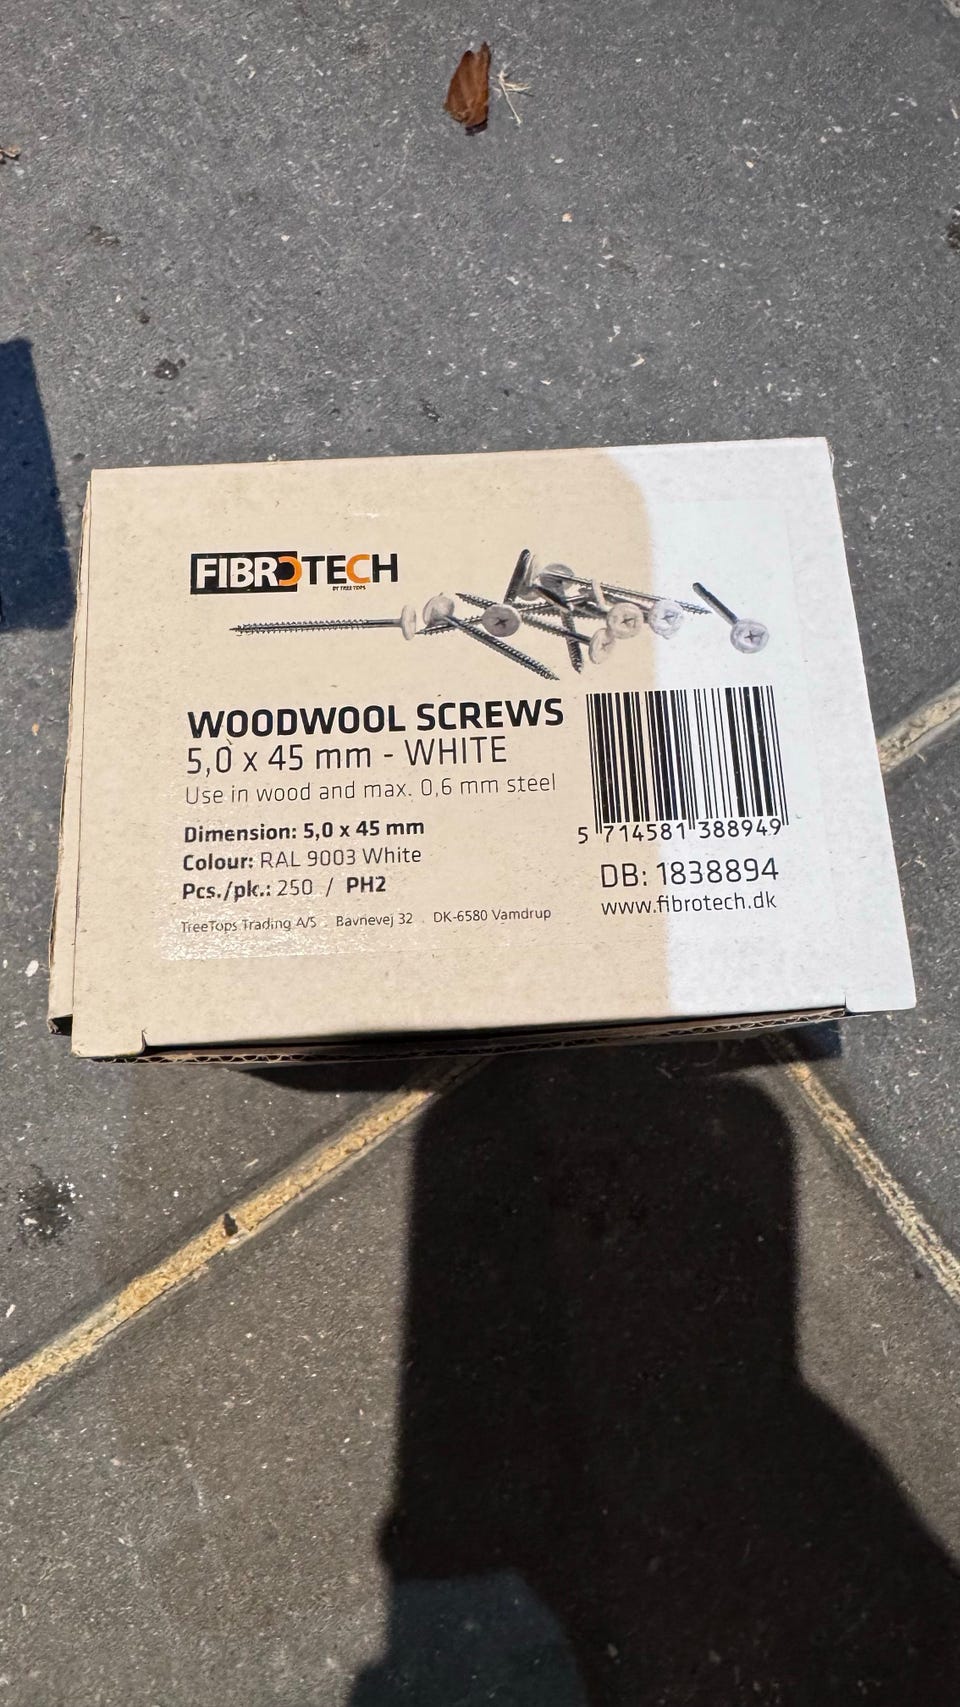 FIBROTECH
BY TREE TOPS
WOODWOOL SCREWS
5,0 x 45 mm - WHITE
Use in wood and max. 0,6 mm steel
Dimension: 5,0 x 45 mm
Colour: RAL 9003 White
Pcs./pk.: 250 / PH2
TreeTops Trading A/S . Bavnevej 32 . DK-6580 Vamdrup
5 714581 388949
DB: 1838894
www.fibrotech.dk